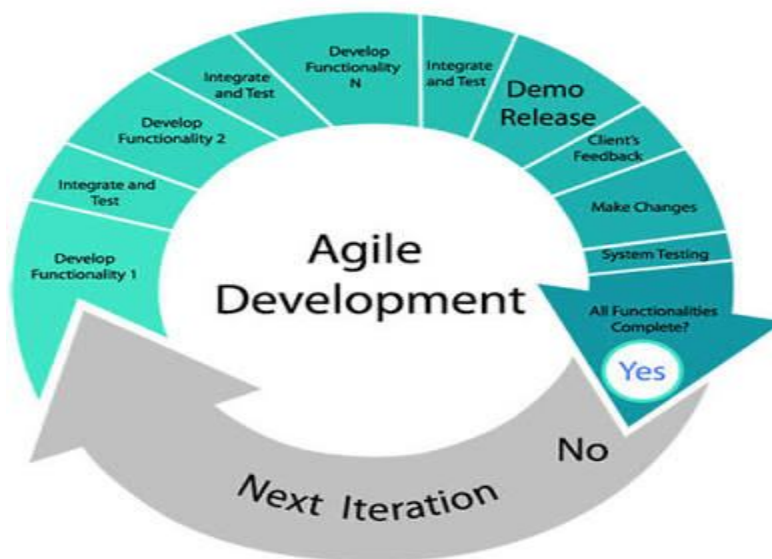 Develop
Functionality 1
Integrate and
Test
Develop
Functionality 2
Integrate
and Test
Develop
Functionality
N
Integrate
and Test
Demo
Release
Client's
Feedback
Make Changes
System Testing
All Functionalities
Complete?
Yes
No
Next Iteration
Agile
Development